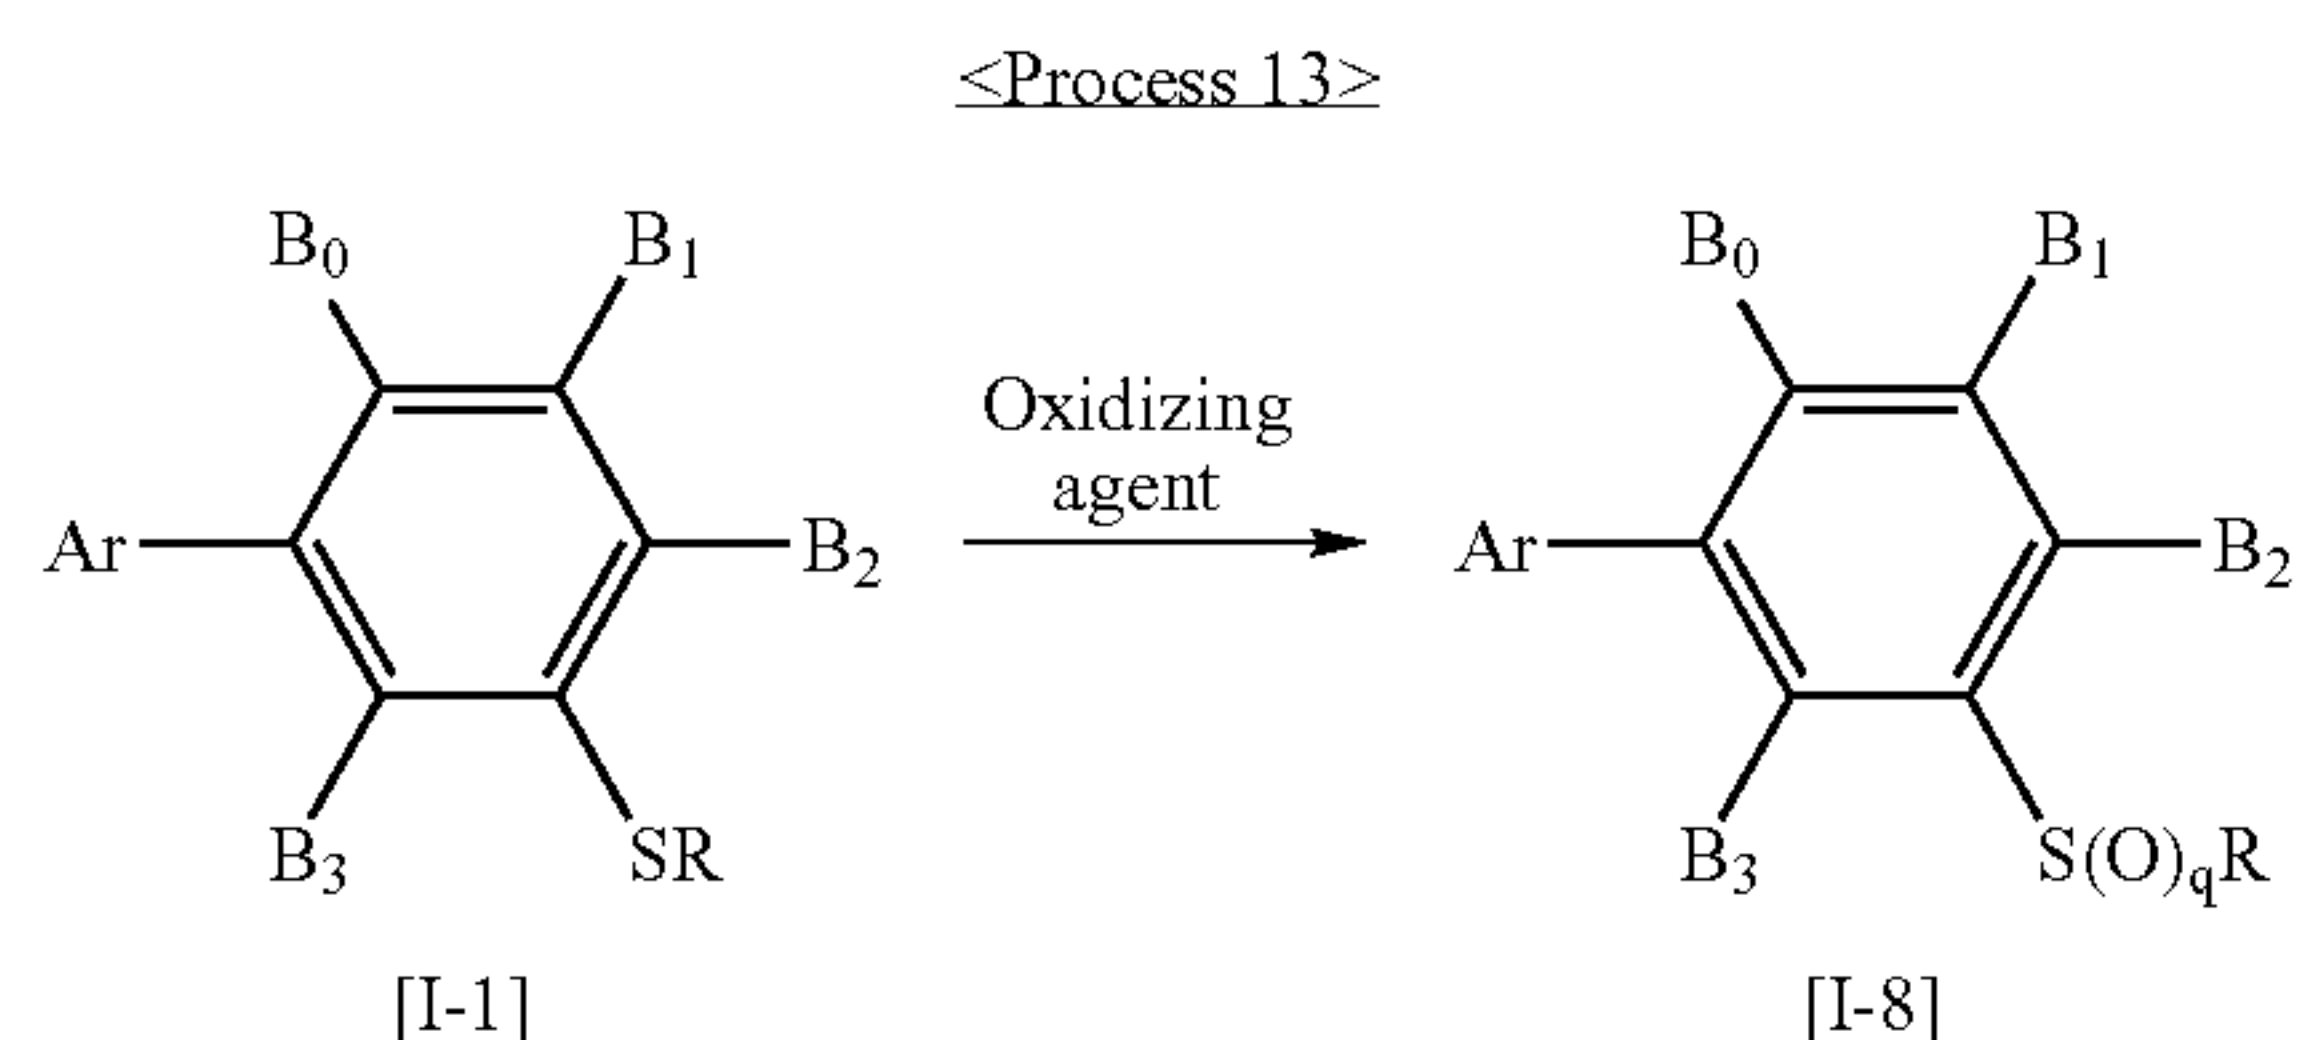 <Process 13>
B₀ B₁ B₀ B₁
Oxidizing
agent
Ar B₂ Ar B₂
B₃ SR B₃ S(O)qR
[I-1] [I-8]